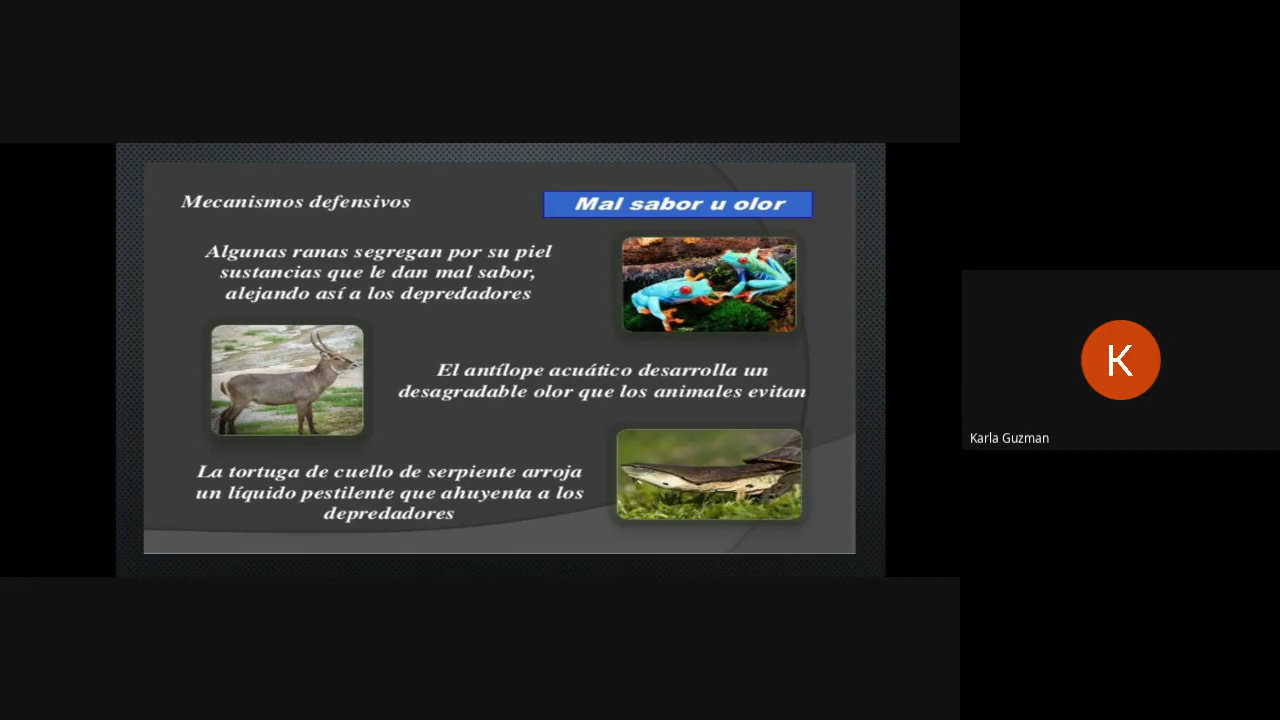 Mecanismos defensivos
Mal sabor u olor
Algunas ranas segregan por su piel
sustancias que le dan mal sabor,
alejando así a los depredadores
El antílope acuático desarrolla un
desagradable olor que los animales evitan
La tortuga de cuello de serpiente arroja
un líquido pestilente que ahuyenta a los
depredadores
K
Karla Guzman